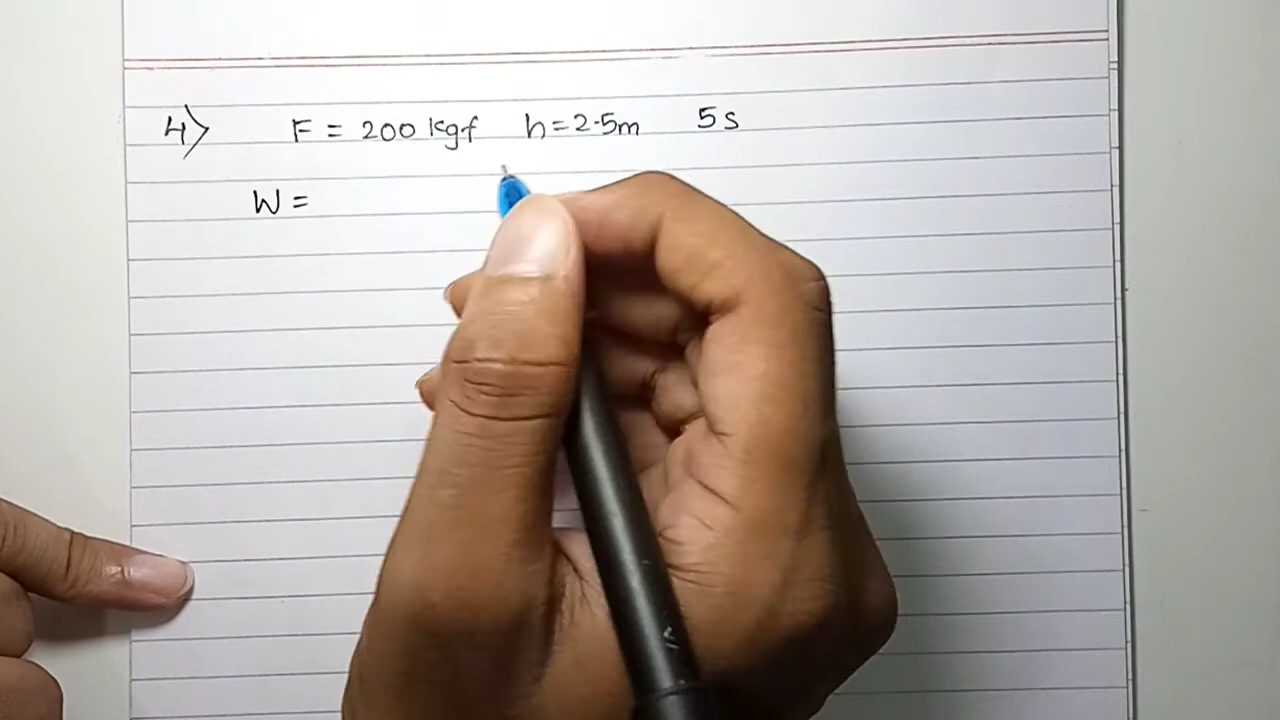 4) F = 200 kgf h=2.5m 5s
W =